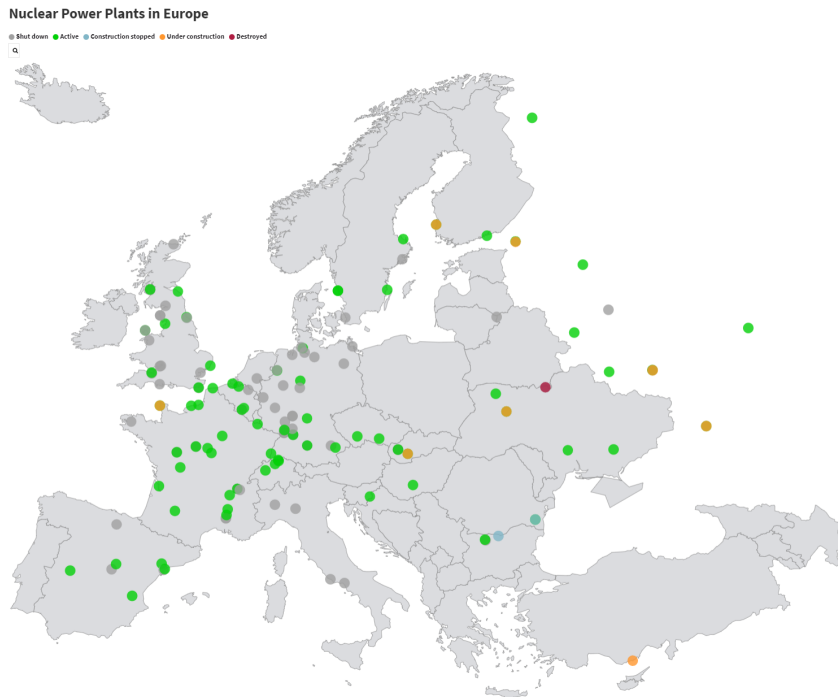 Nuclear Power Plants in Europe
Shut down Active Construction stopped Under construction Destroyed